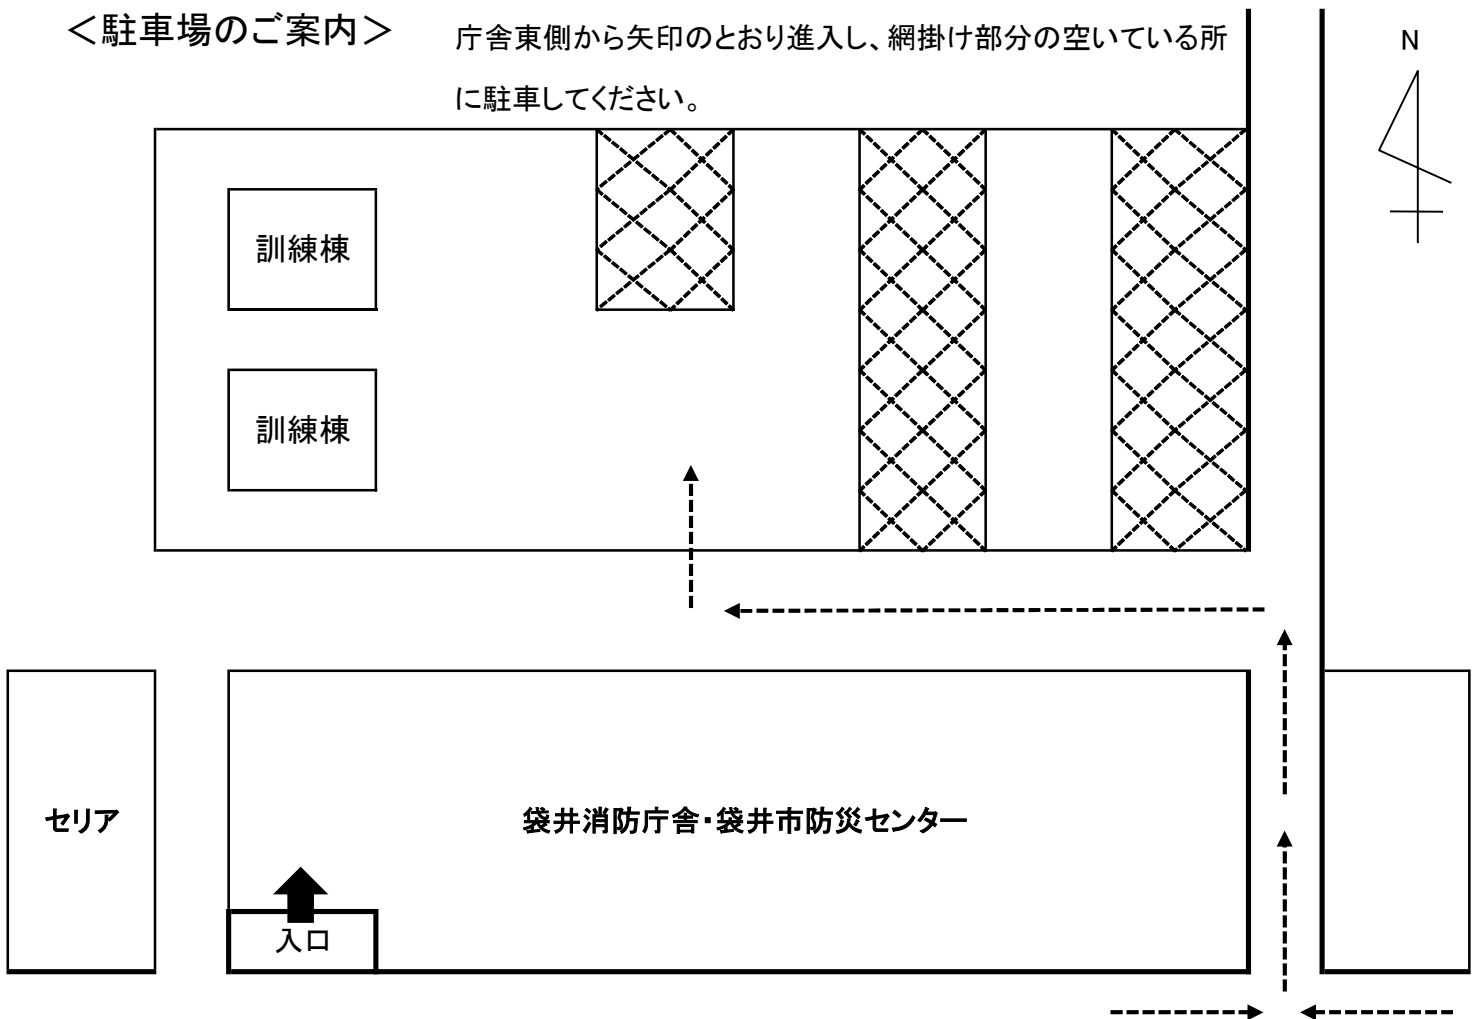 ＜駐車場のご案内＞
庁舎東側から矢印のとおり進入し、網掛け部分の空いている所
に駐車してください。
N
訓練棟
訓練棟
セリア
袋井消防庁舎・袋井市防災センター
入口